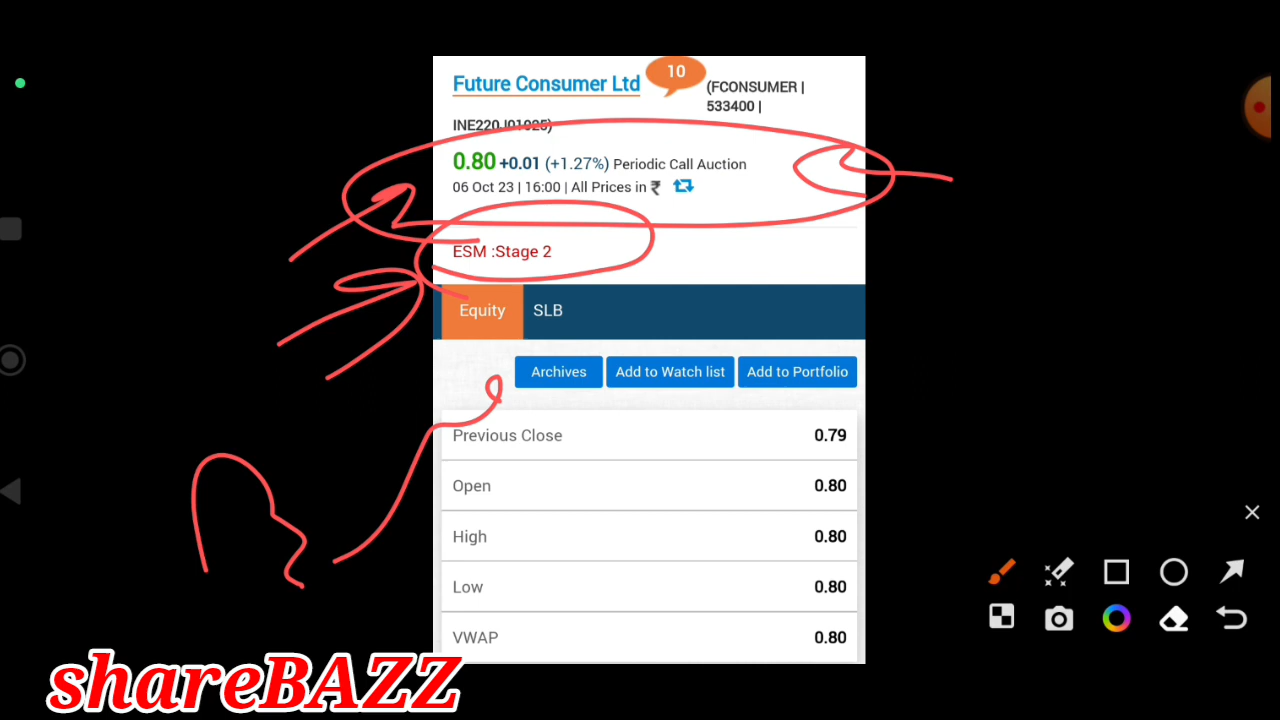 Future Consumer Ltd
10
(FCONSUMER |
533400 |
INE220J01025)
0.80 +0.01 (+1.27%) Periodic Call Auction
06 Oct 23 | 16:00 | All Prices in ₹
ESM :Stage 2
Equity SLB
Archives Add to Watch list Add to Portfolio
Previous Close 0.79
Open 0.80
High 0.80
Low 0.80
VWAP 0.80
shareBAZZ